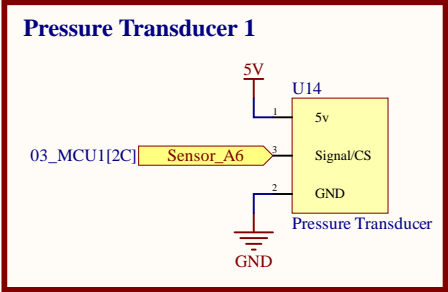 Pressure Transducer 1
5V
U14
1
5v
03_MCU1[2C]
Sensor_A6
3
Signal/CS
2
GND
Pressure Transducer
GND